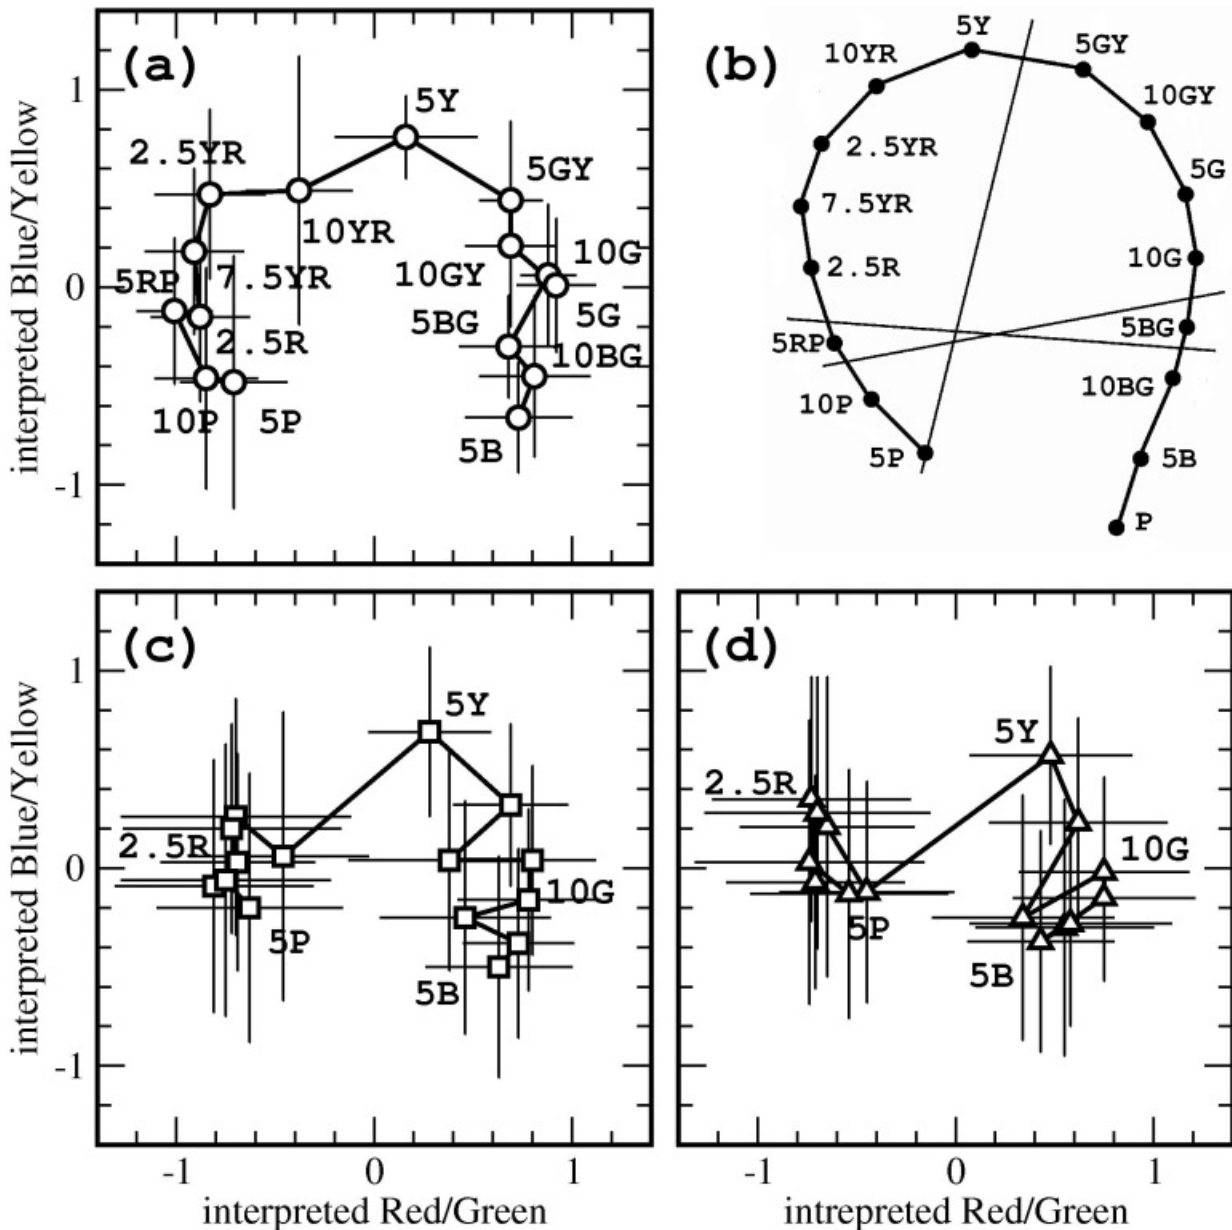 (a)
1
0
-1
interpreted Blue/Yellow
5Y
2.5YR
5GY
10YR
10G
5RP
7.5YR
10GY
5G
2.5R
5BG
10BG
10P
5P
5B
(b)
5Y
10YR
5GY
10GY
2.5YR
5G
7.5YR
2.5R
10G
5RP
5BG
10P
10BG
5P
5B
P
(c)
1
0
-1
interpreted Blue/Yellow
5Y
2.5R
10G
5P
5B
-1
0
1
interpreted Red/Green
(d)
5Y
2.5R
10G
5P
5B
-1
0
1
intrepreted Red/Green